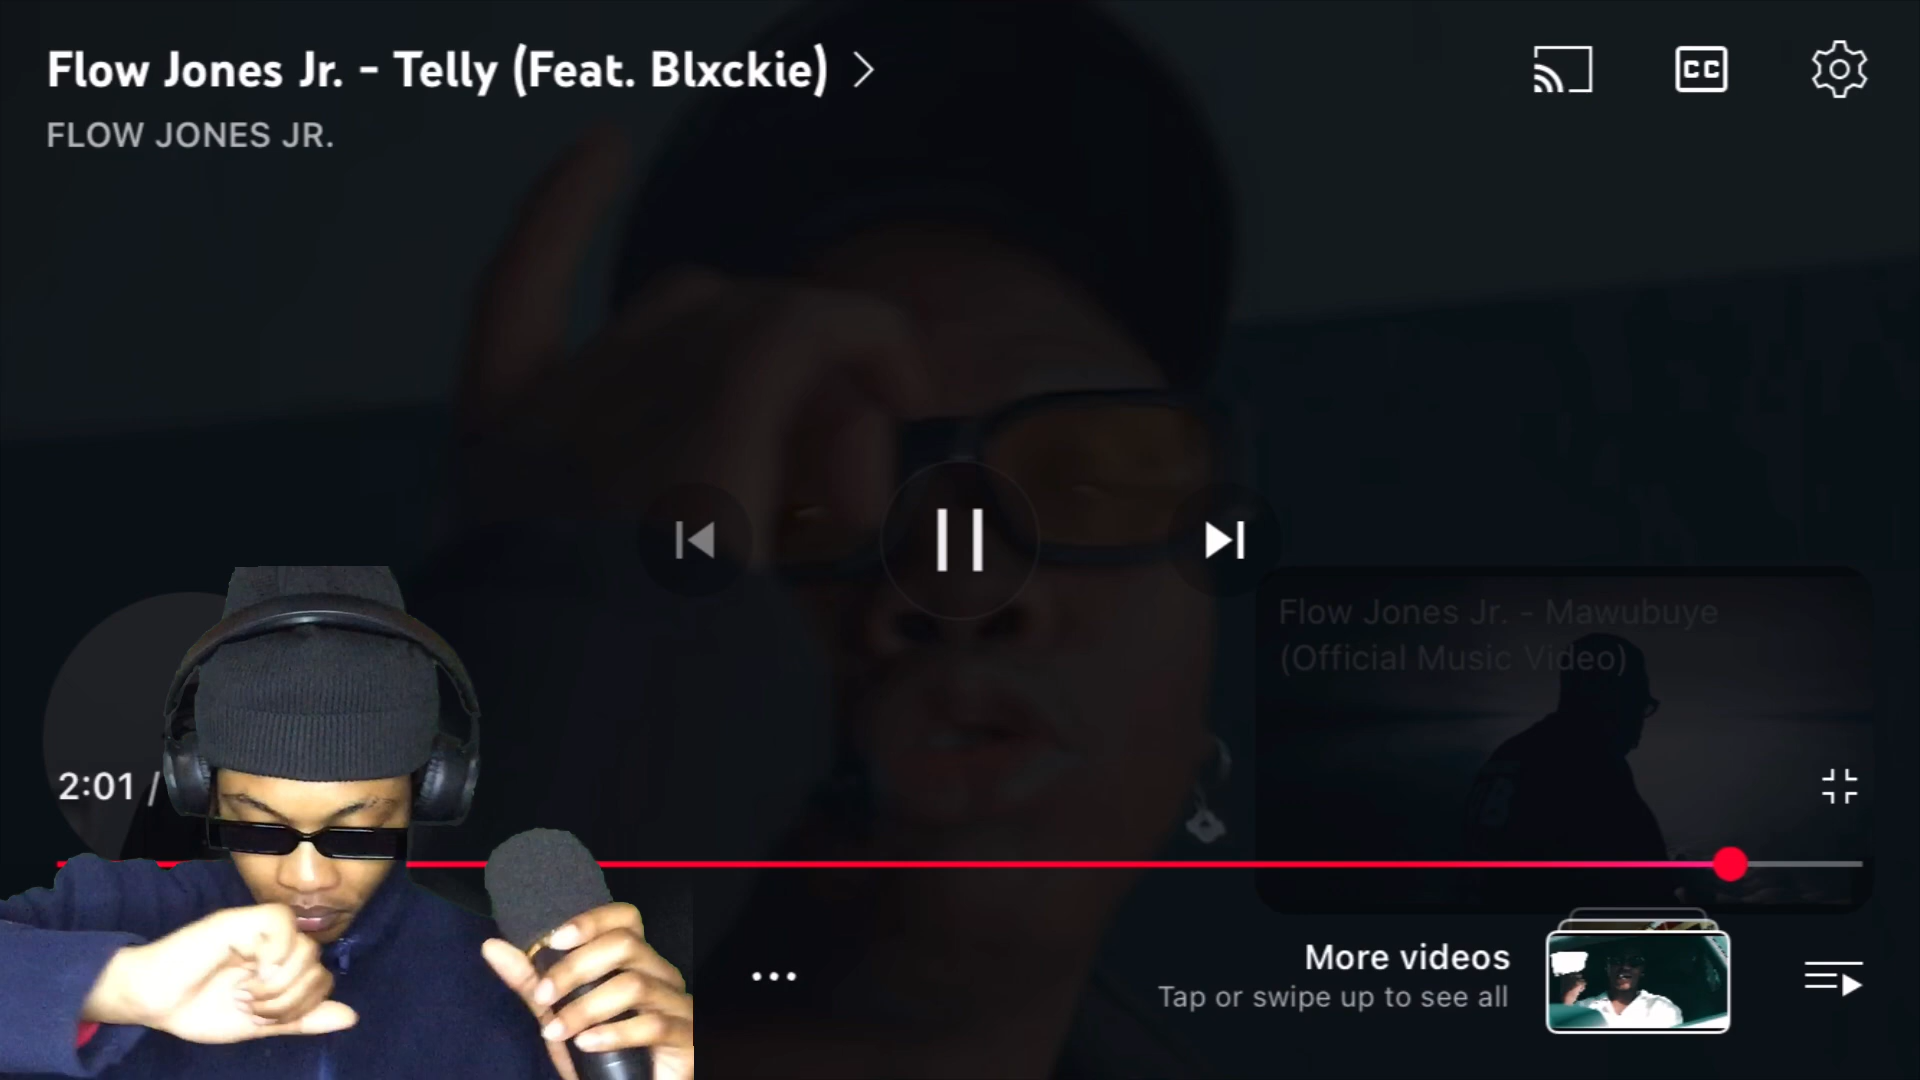 Flow Jones Jr. - Telly (Feat. Blxckie)
FLOW JONES JR.
CC
Flow Jones Jr. - Mawubuye
(Official Music Video)
2:01 /
More videos
Tap or swipe up to see all